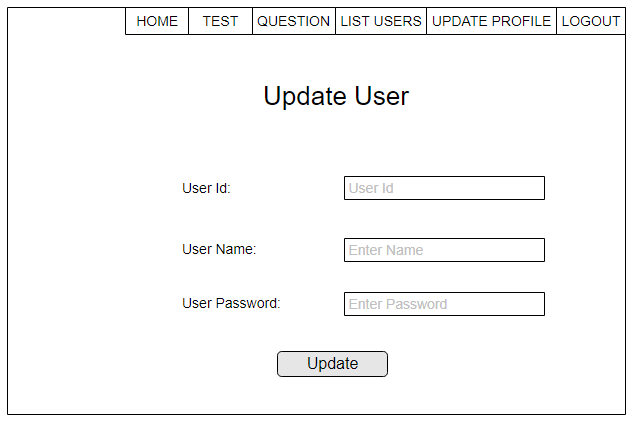 HOME TEST QUESTION LIST USERS UPDATE PROFILE LOGOUT
Update User
User Id: User Id
User Name: Enter Name
User Password: Enter Password
Update